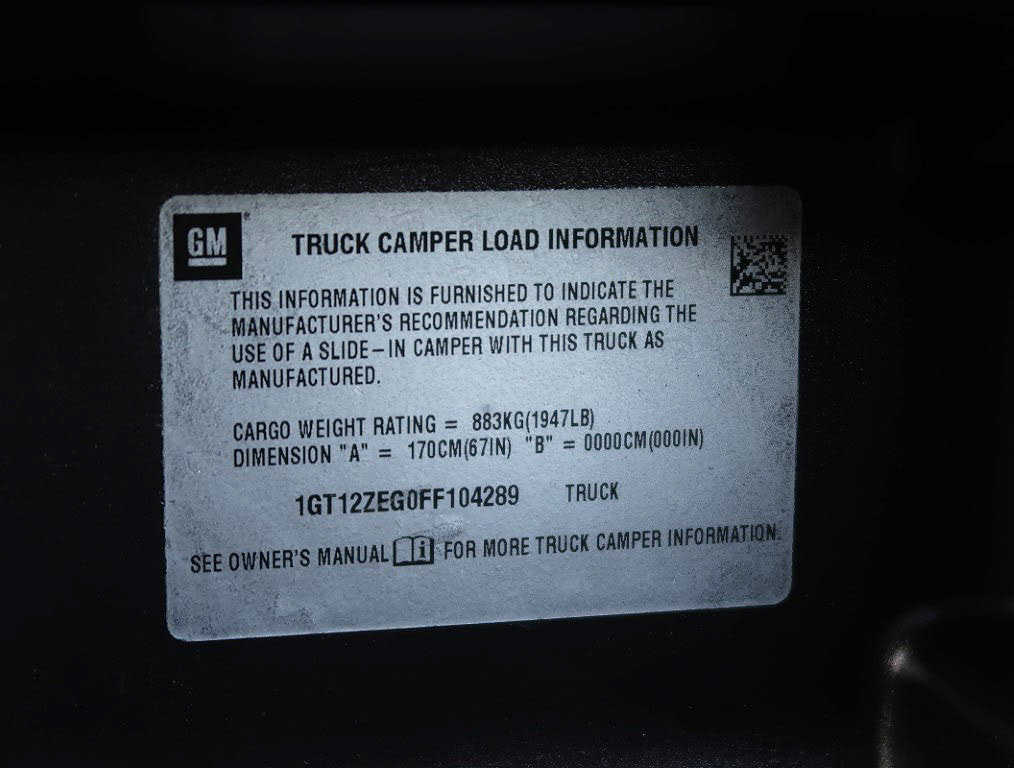 GM
TRUCK CAMPER LOAD INFORMATION
THIS INFORMATION IS FURNISHED TO INDICATE THE
MANUFACTURER'S RECOMMENDATION REGARDING THE
USE OF A SLIDE–IN CAMPER WITH THIS TRUCK AS
MANUFACTURED.
CARGO WEIGHT RATING = 883KG(1947LB)
DIMENSION "A" = 170CM(67IN) "B" = 0000CM(000IN)
1GT12ZEG0FF104289 TRUCK
SEE OWNER'S MANUAL FOR MORE TRUCK CAMPER INFORMATION.